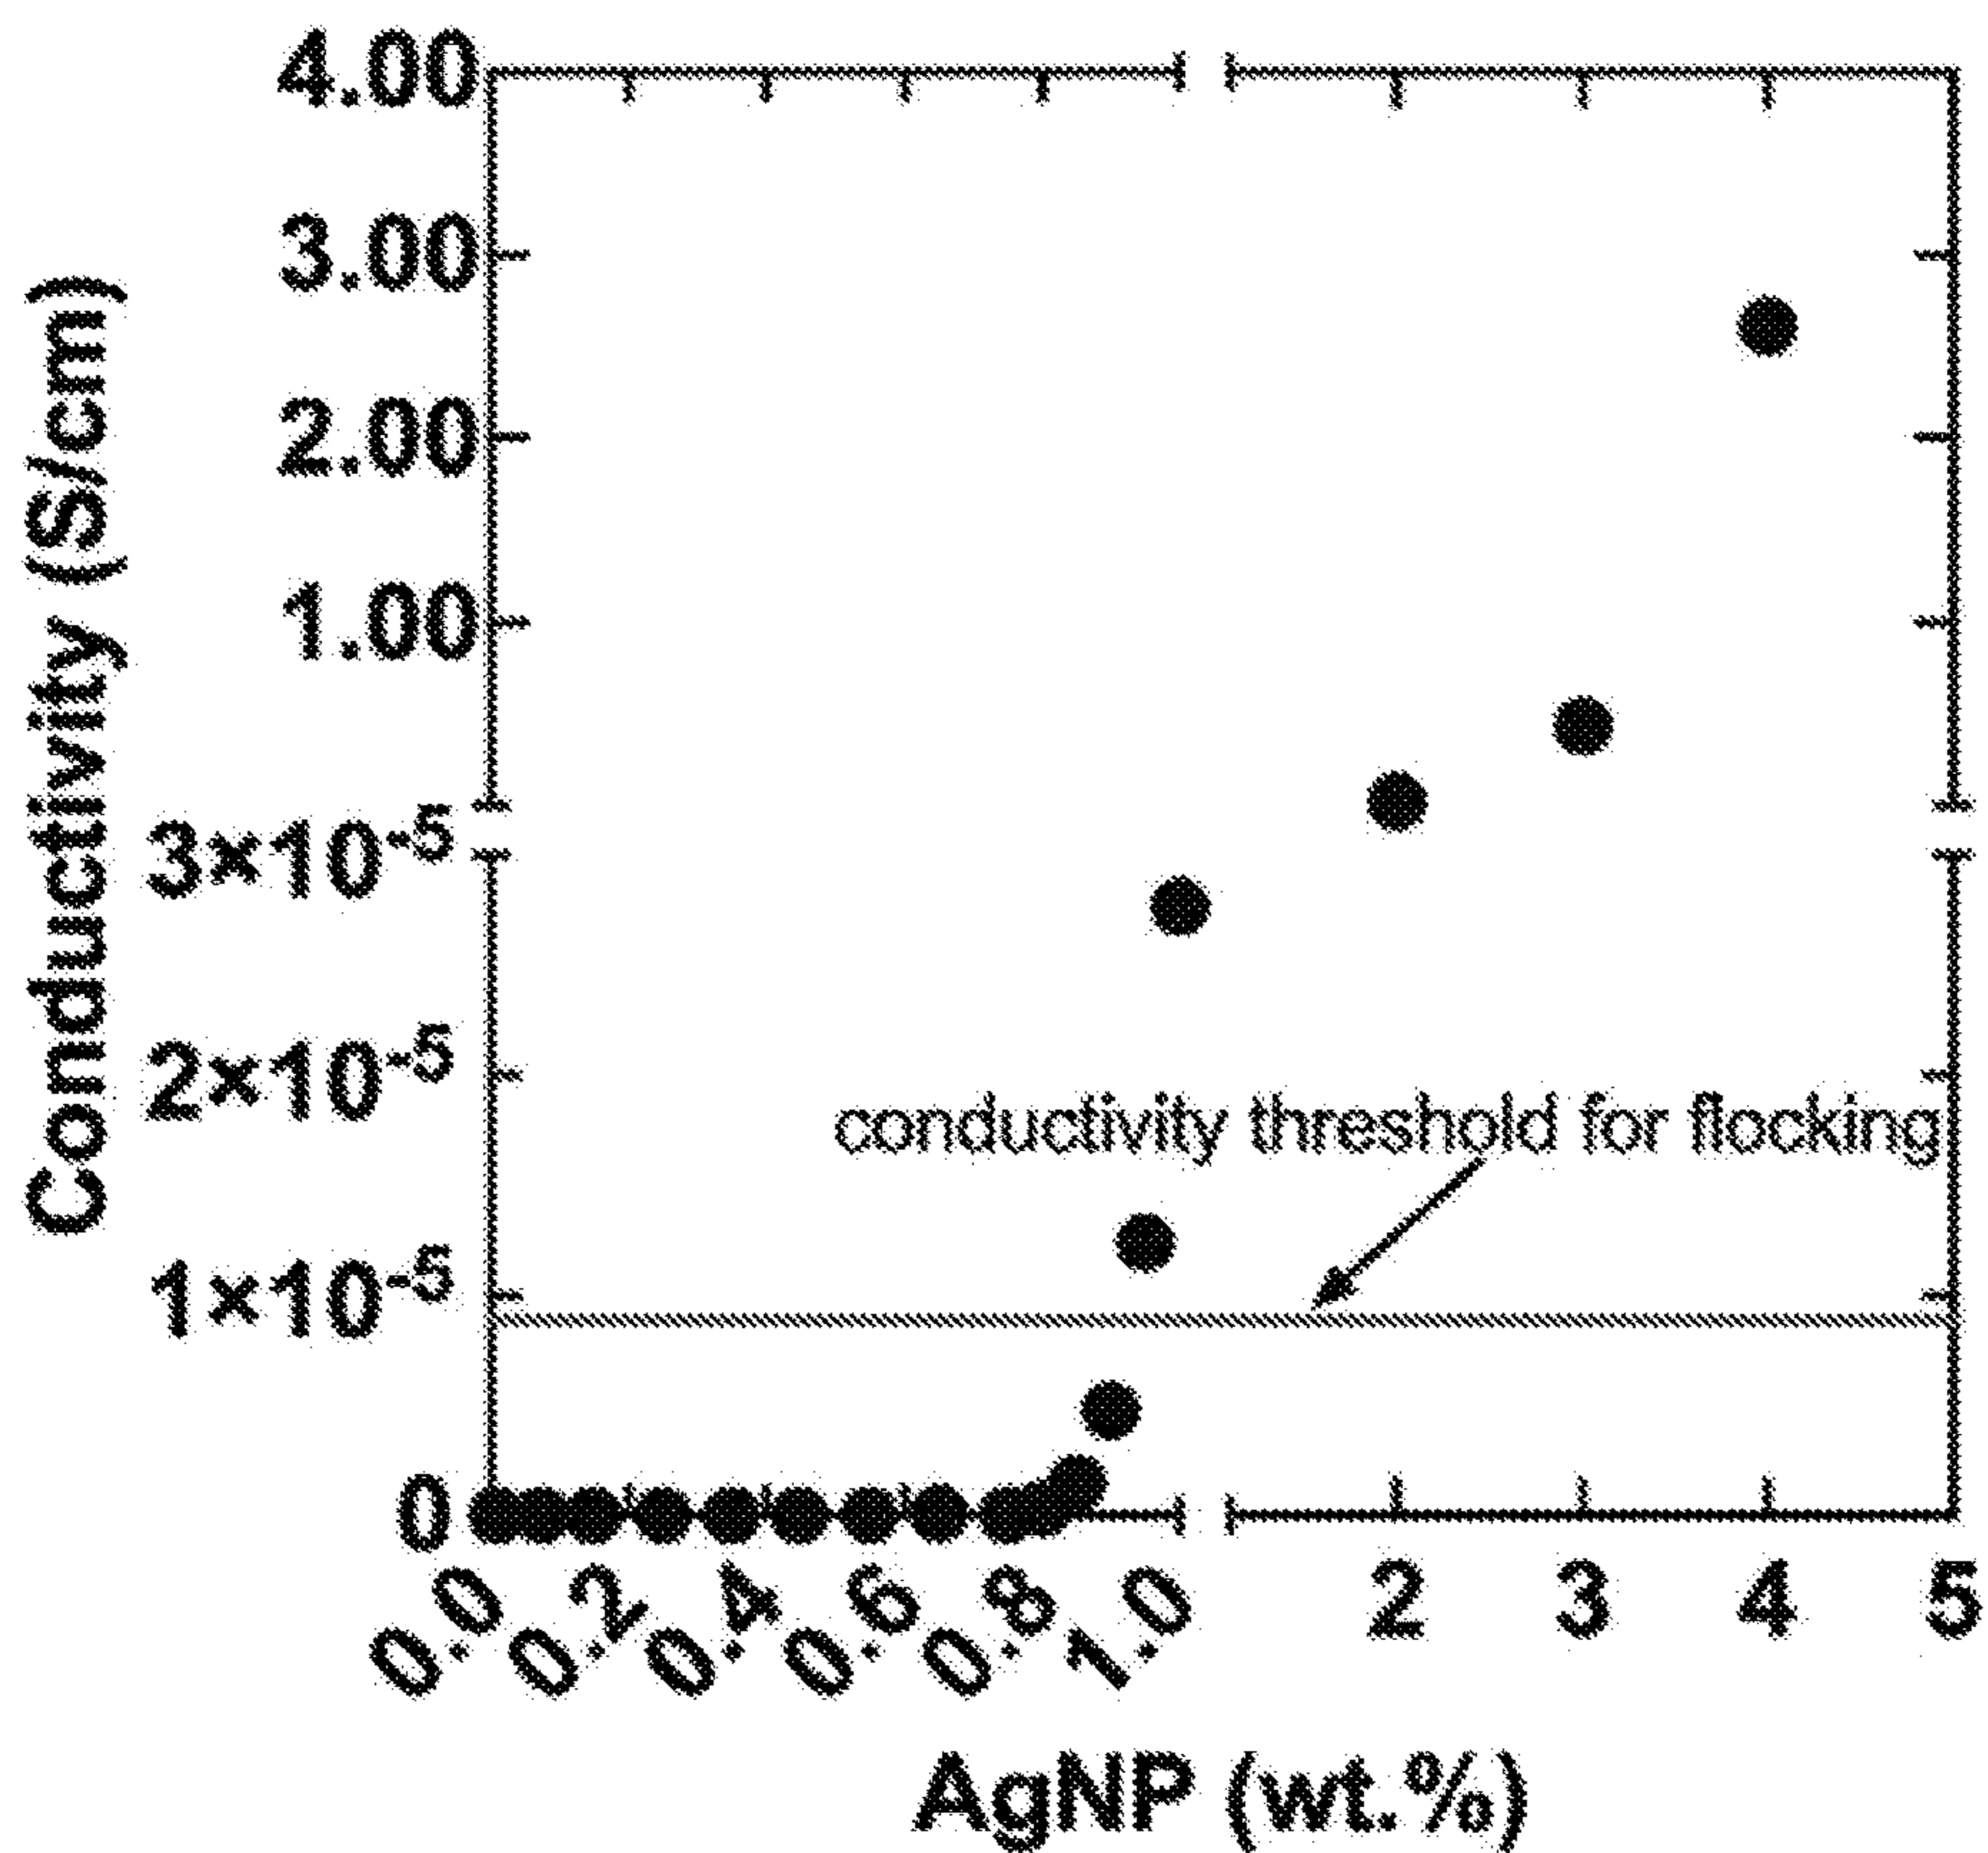 4.00
3.00
2.00
1.00
3×10-5
2×10-5
1×10-5
0
Conductivity (S/cm)
conductivity threshold for flocking
0.0 0.2 0.4 0.6 0.8 1.0 2 3 4 5
AgNP (wt.%)